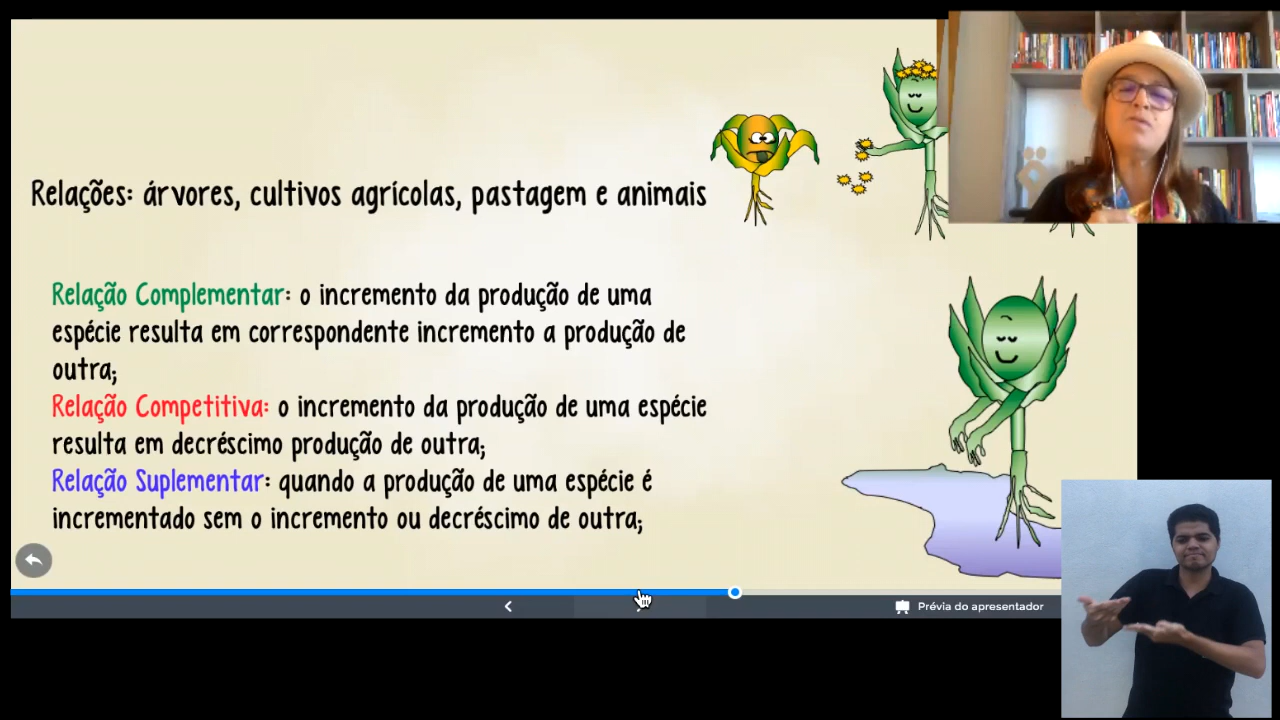 Relações: árvores, cultivos agrícolas, pastagem e animais
Relação Complementar: o incremento da produção de uma
espécie resulta em correspondente incremento a produção de
outra;
Relação Competitiva: o incremento da produção de uma espécie
resulta em decréscimo produção de outra;
Relação Suplementar: quando a produção de uma espécie é
incrementado sem o incremento ou decréscimo de outra;
Prévia do apresentador